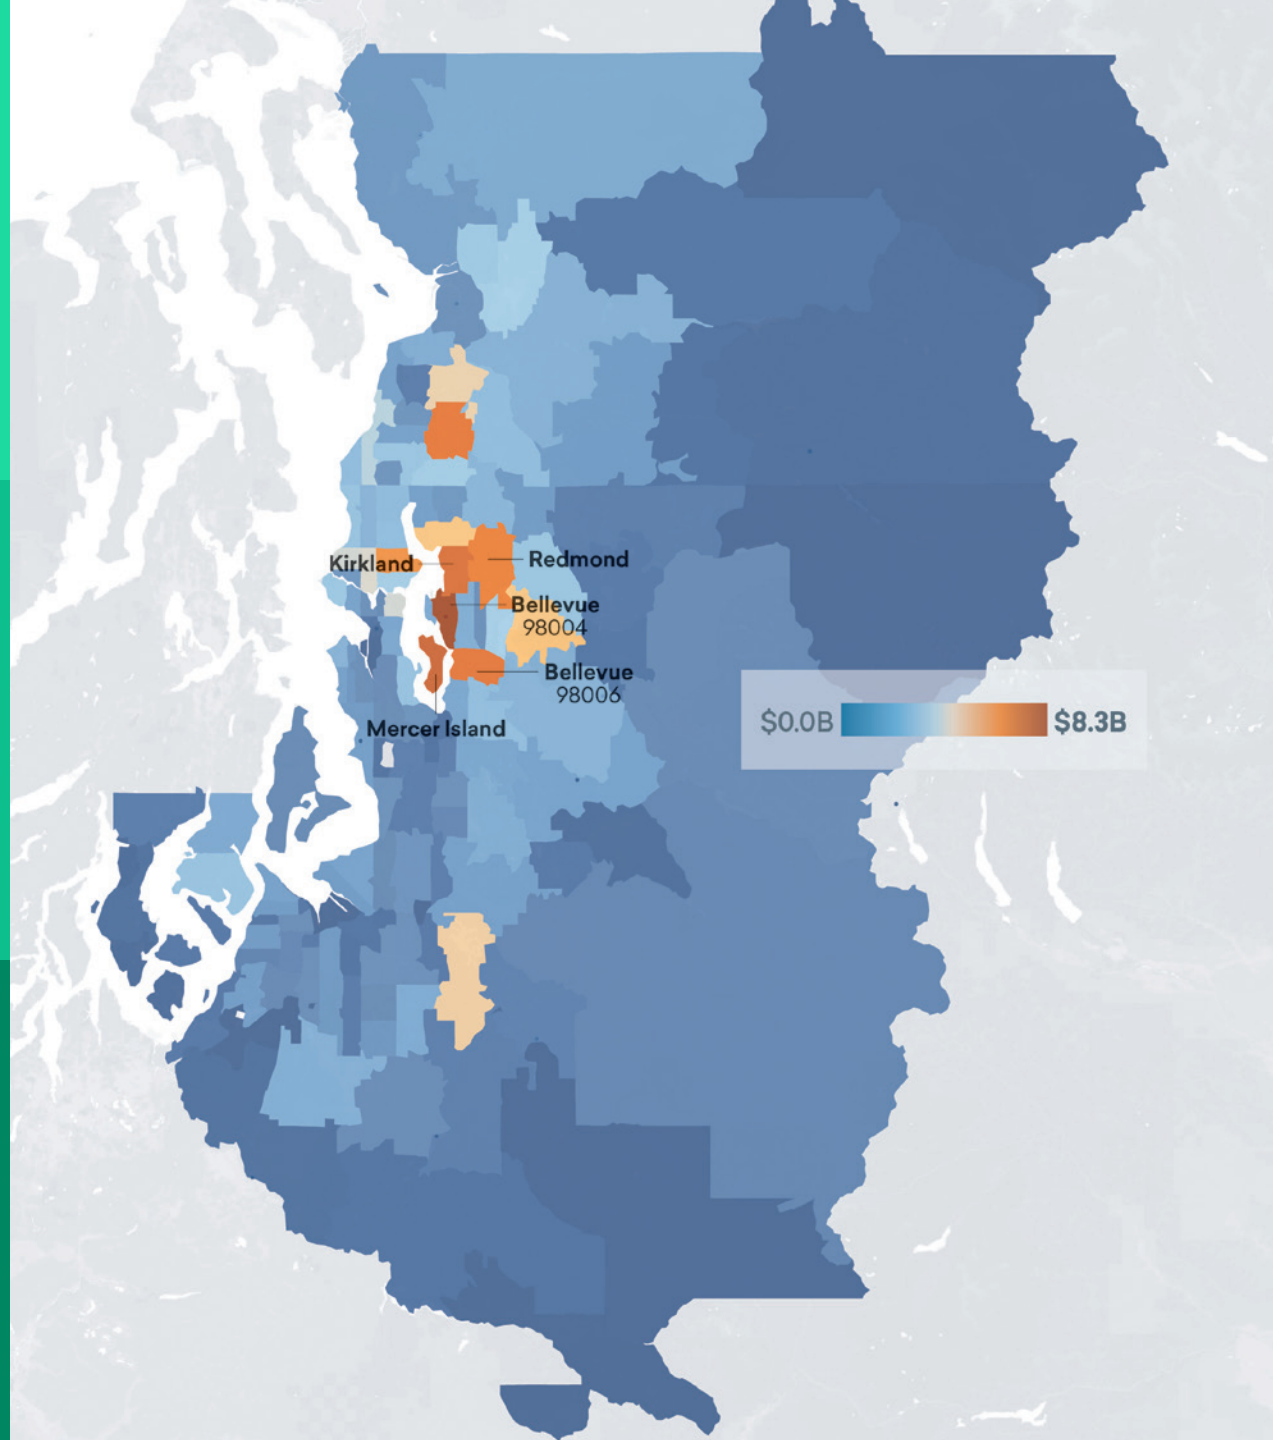 Kirkland
Redmond
Bellevue
98004
Bellevue
98006
Mercer Island
$0.0B
$8.3B